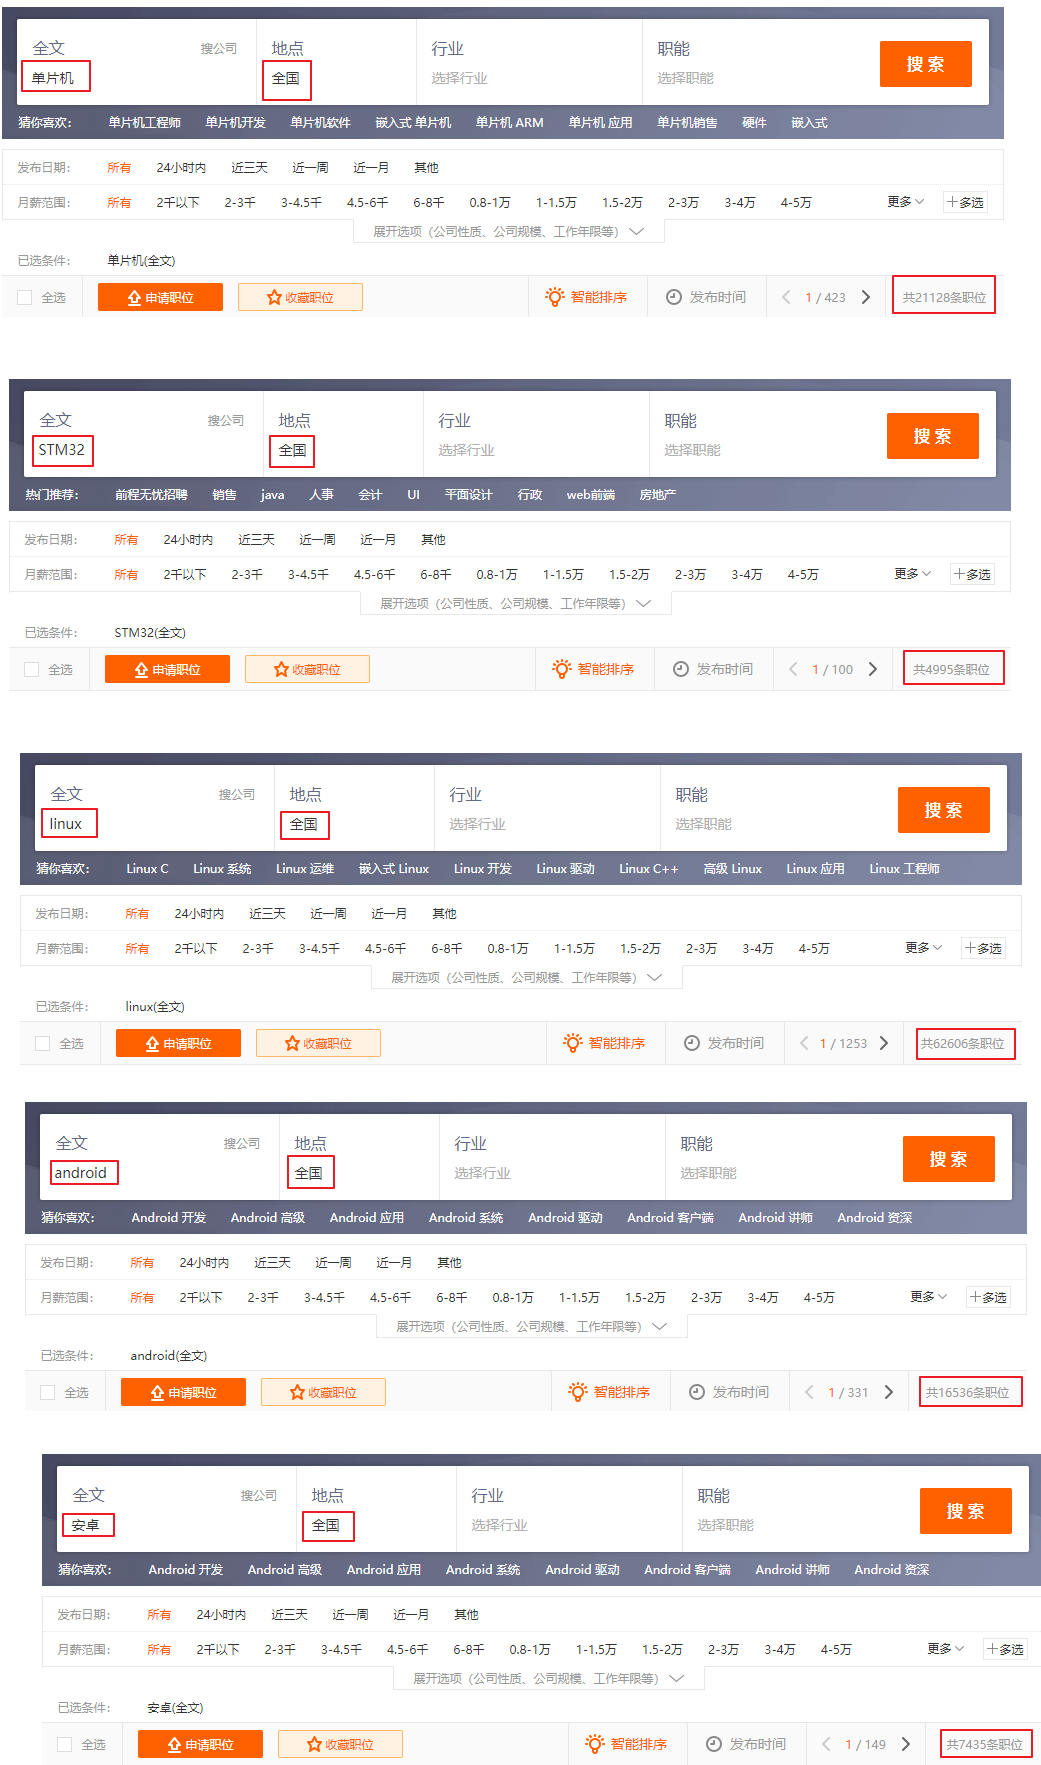 全文 搜公司 地点 行业 职能
单片机 全国 选择行业 选择职能 搜 索
猜你喜欢： 单片机工程师 单片机开发 单片机软件 嵌入式 单片机 单片机 ARM 单片机 应用 单片机销售 硬件 嵌入式
发布日期： 所有 24小时内 近三天 近一周 近一月 其他
月薪范围： 所有 2千以下 2-3千 3-4.5千 4.5-6千 6-8千 0.8-1万 1-1.5万 1.5-2万 2-3万 3-4万 4-5万 更多 多选
展开选项（公司性质、公司规模、工作年限等）
已选条件： 单片机(全文)
全选 申请职位 收藏职位 智能排序 发布时间 1 / 423 共21128条职位
全文 搜公司 地点 行业 职能
STM32 全国 选择行业 选择职能 搜 索
热门推荐： 前程无忧招聘 销售 java 人事 会计 UI 平面设计 行政 web前端 房地产
发布日期： 所有 24小时内 近三天 近一周 近一月 其他
月薪范围： 所有 2千以下 2-3千 3-4.5千 4.5-6千 6-8千 0.8-1万 1-1.5万 1.5-2万 2-3万 3-4万 4-5万 更多 多选
展开选项（公司性质、公司规模、工作年限等）
已选条件： STM32(全文)
全选 申请职位 收藏职位 智能排序 发布时间 1 / 100 共4995条职位
全文 搜公司 地点 行业 职能
linux 全国 选择行业 选择职能 搜 索
猜你喜欢： Linux C Linux 系统 Linux 运维 嵌入式 Linux Linux 开发 Linux 驱动 Linux C++ 高级 Linux Linux 应用 Linux 工程师
发布日期： 所有 24小时内 近三天 近一周 近一月 其他
月薪范围： 所有 2千以下 2-3千 3-4.5千 4.5-6千 6-8千 0.8-1万 1-1.5万 1.5-2万 2-3万 3-4万 4-5万 更多 多选
展开选项（公司性质、公司规模、工作年限等）
已选条件： linux(全文)
全选 申请职位 收藏职位 智能排序 发布时间 1 / 1253 共62606条职位
全文 搜公司 地点 行业 职能
android 全国 选择行业 选择职能 搜 索
猜你喜欢： Android 开发 Android 高级 Android 应用 Android 系统 Android 驱动 Android 客户端 Android 讲师 Android 资深
发布日期： 所有 24小时内 近三天 近一周 近一月 其他
月薪范围： 所有 2千以下 2-3千 3-4.5千 4.5-6千 6-8千 0.8-1万 1-1.5万 1.5-2万 2-3万 3-4万 4-5万 更多 多选
展开选项（公司性质、公司规模、工作年限等）
已选条件： android(全文)
全选 申请职位 收藏职位 智能排序 发布时间 1 / 331 共16536条职位
全文 搜公司 地点 行业 职能
安卓 全国 选择行业 选择职能 搜 索
猜你喜欢： Android 开发 Android 高级 Android 应用 Android 系统 Android 驱动 Android 客户端 Android 讲师 Android 资深
发布日期： 所有 24小时内 近三天 近一周 近一月 其他
月薪范围： 所有 2千以下 2-3千 3-4.5千 4.5-6千 6-8千 0.8-1万 1-1.5万 1.5-2万 2-3万 3-4万 4-5万 更多 多选
展开选项（公司性质、公司规模、工作年限等）
已选条件： 安卓(全文)
全选 申请职位 收藏职位 智能排序 发布时间 1 / 149 共7435条职位